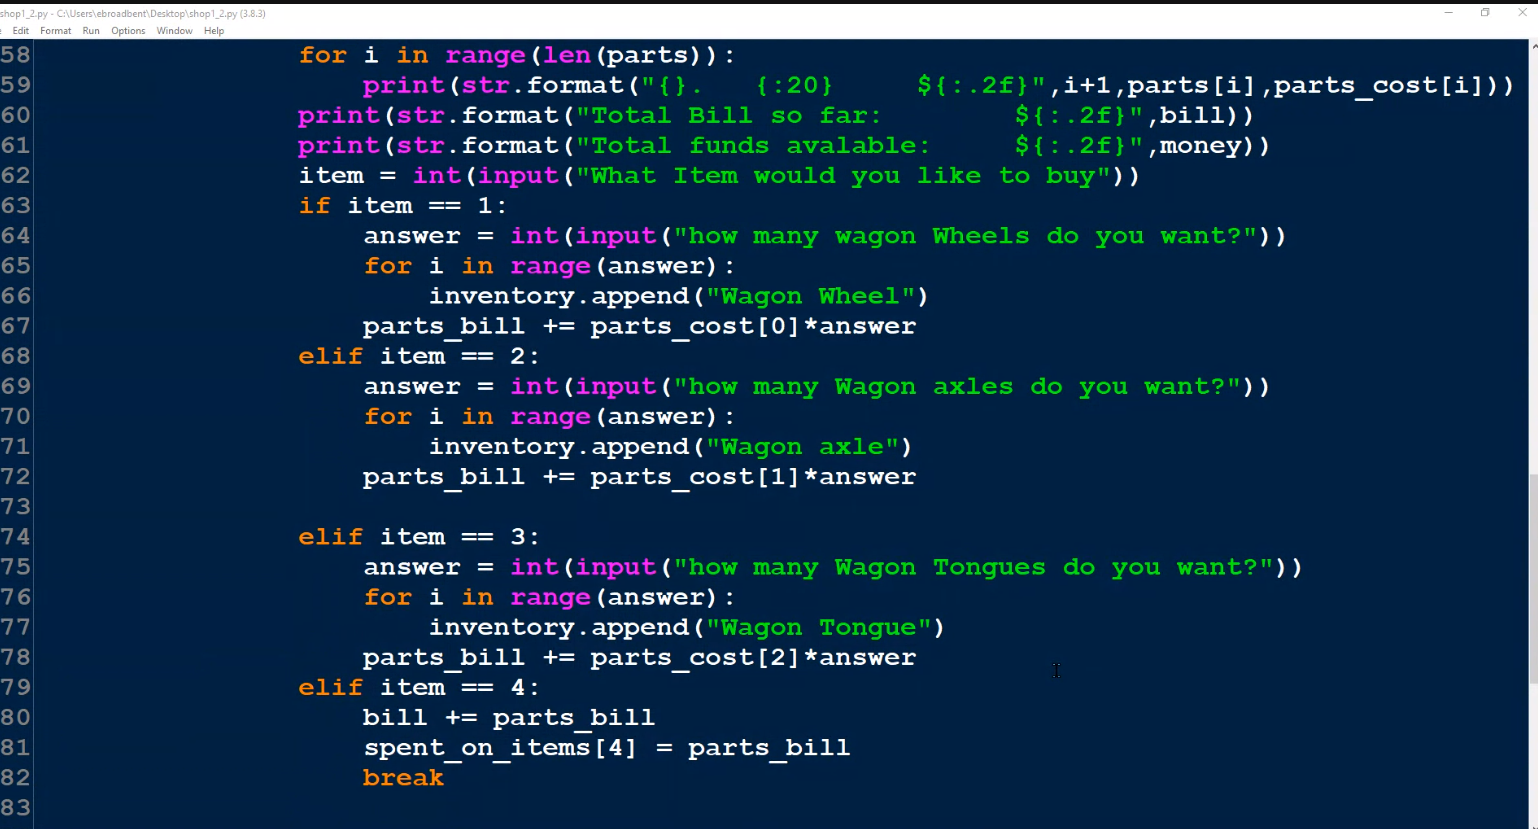 shop1_2.py - C:\Users\ebroadbent\Desktop\shop1_2.py (3.8.3)
Edit Format Run Options Window Help
58 for i in range(len(parts)):
59 print(str.format("{}.   {:20}     ${:.2f}",i+1,parts[i],parts_cost[i]))
60 print(str.format("Total Bill so far:        ${:.2f}",bill))
61 print(str.format("Total funds avalable:     ${:.2f}",money))
62 item = int(input("What Item would you like to buy"))
63 if item == 1:
64 answer = int(input("how many wagon Wheels do you want?"))
65 for i in range(answer):
66 inventory.append("Wagon Wheel")
67 parts_bill += parts_cost[0]*answer
68 elif item == 2:
69 answer = int(input("how many Wagon axles do you want?"))
70 for i in range(answer):
71 inventory.append("Wagon axle")
72 parts_bill += parts_cost[1]*answer
73
74 elif item == 3:
75 answer = int(input("how many Wagon Tongues do you want?"))
76 for i in range(answer):
77 inventory.append("Wagon Tongue")
78 parts_bill += parts_cost[2]*answer
79 elif item == 4:
80 bill += parts_bill
81 spent_on_items[4] = parts_bill
82 break
83